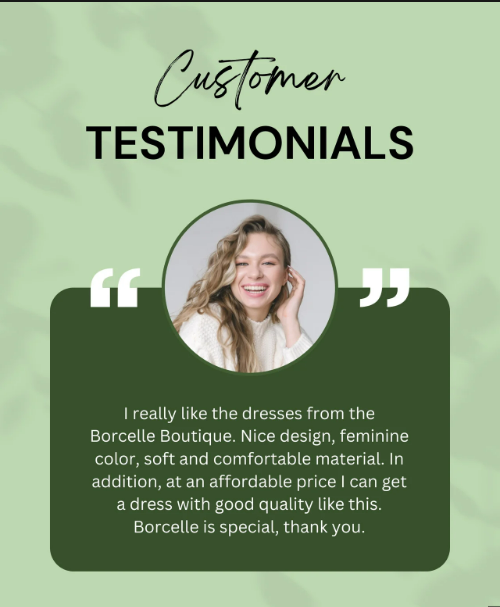 Customer
TESTIMONIALS
“ ”
I really like the dresses from the
Borcelle Boutique. Nice design, feminine
color, soft and comfortable material. In
addition, at an affordable price I can get
a dress with good quality like this.
Borcelle is special, thank you.